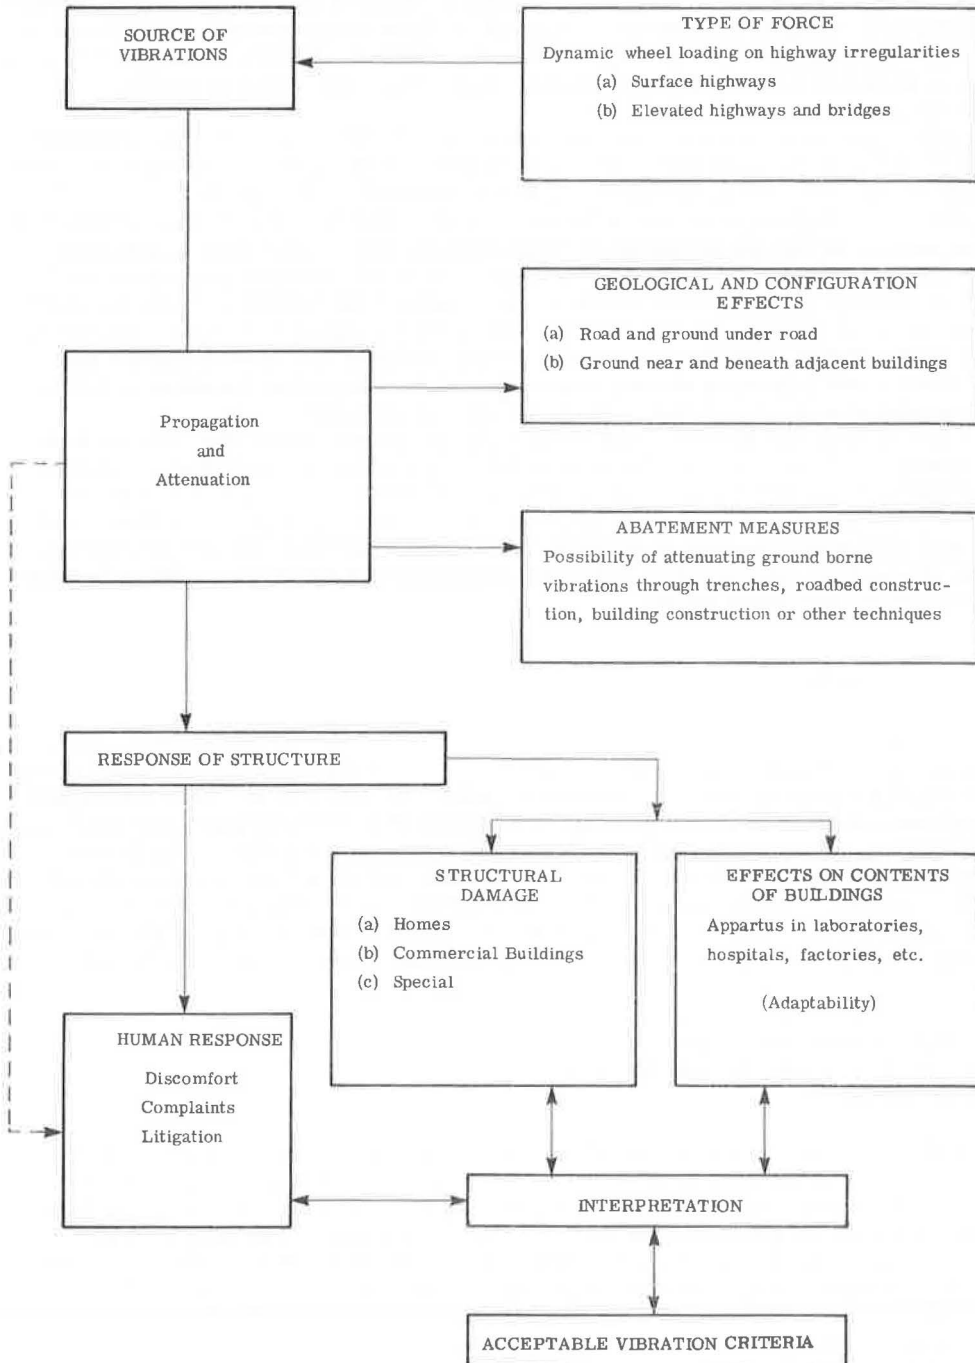 SOURCE OF
VIBRATIONS
TYPE OF FORCE
Dynamic wheel loading on highway irregularities
(a) Surface highways
(b) Elevated highways and bridges
GEOLOGICAL AND CONFIGURATION
EFFECTS
(a) Road and ground under road
(b) Ground near and beneath adjacent buildings
Propagation
and
Attenuation
ABATEMENT MEASURES
Possibility of attenuating ground borne
vibrations through trenches, roadbed construc-
tion, building construction or other techniques
RESPONSE OF STRUCTURE
STRUCTURAL
DAMAGE
(a) Homes
(b) Commercial Buildings
(c) Special
EFFECTS ON CONTENTS
OF BUILDINGS
Appartus in laboratories,
hospitals, factories, etc.
(Adaptability)
HUMAN RESPONSE
Discomfort
Complaints
Litigation
INTERPRETATION
ACCEPTABLE VIBRATION CRITERIA